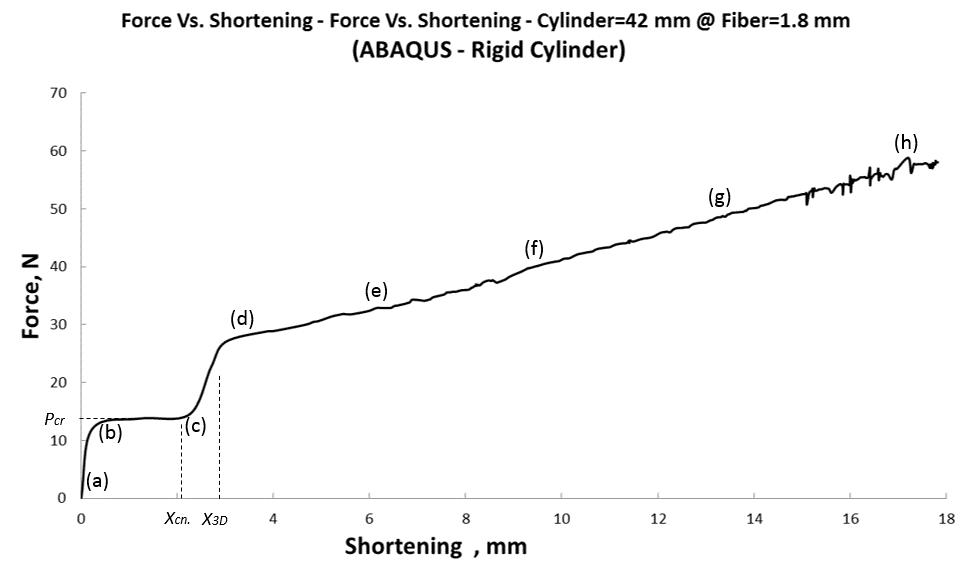 Force Vs. Shortening - Force Vs. Shortening - Cylinder=42 mm @ Fiber=1.8 mm
(ABAQUS - Rigid Cylinder)
70
60
50
40
30
20
10
0
Force, N
Pcr
(a)
(b)
(c)
(d)
(e)
(f)
(g)
(h)
0
Xcn.
X3D
4
6
8
10
12
14
16
18
Shortening , mm